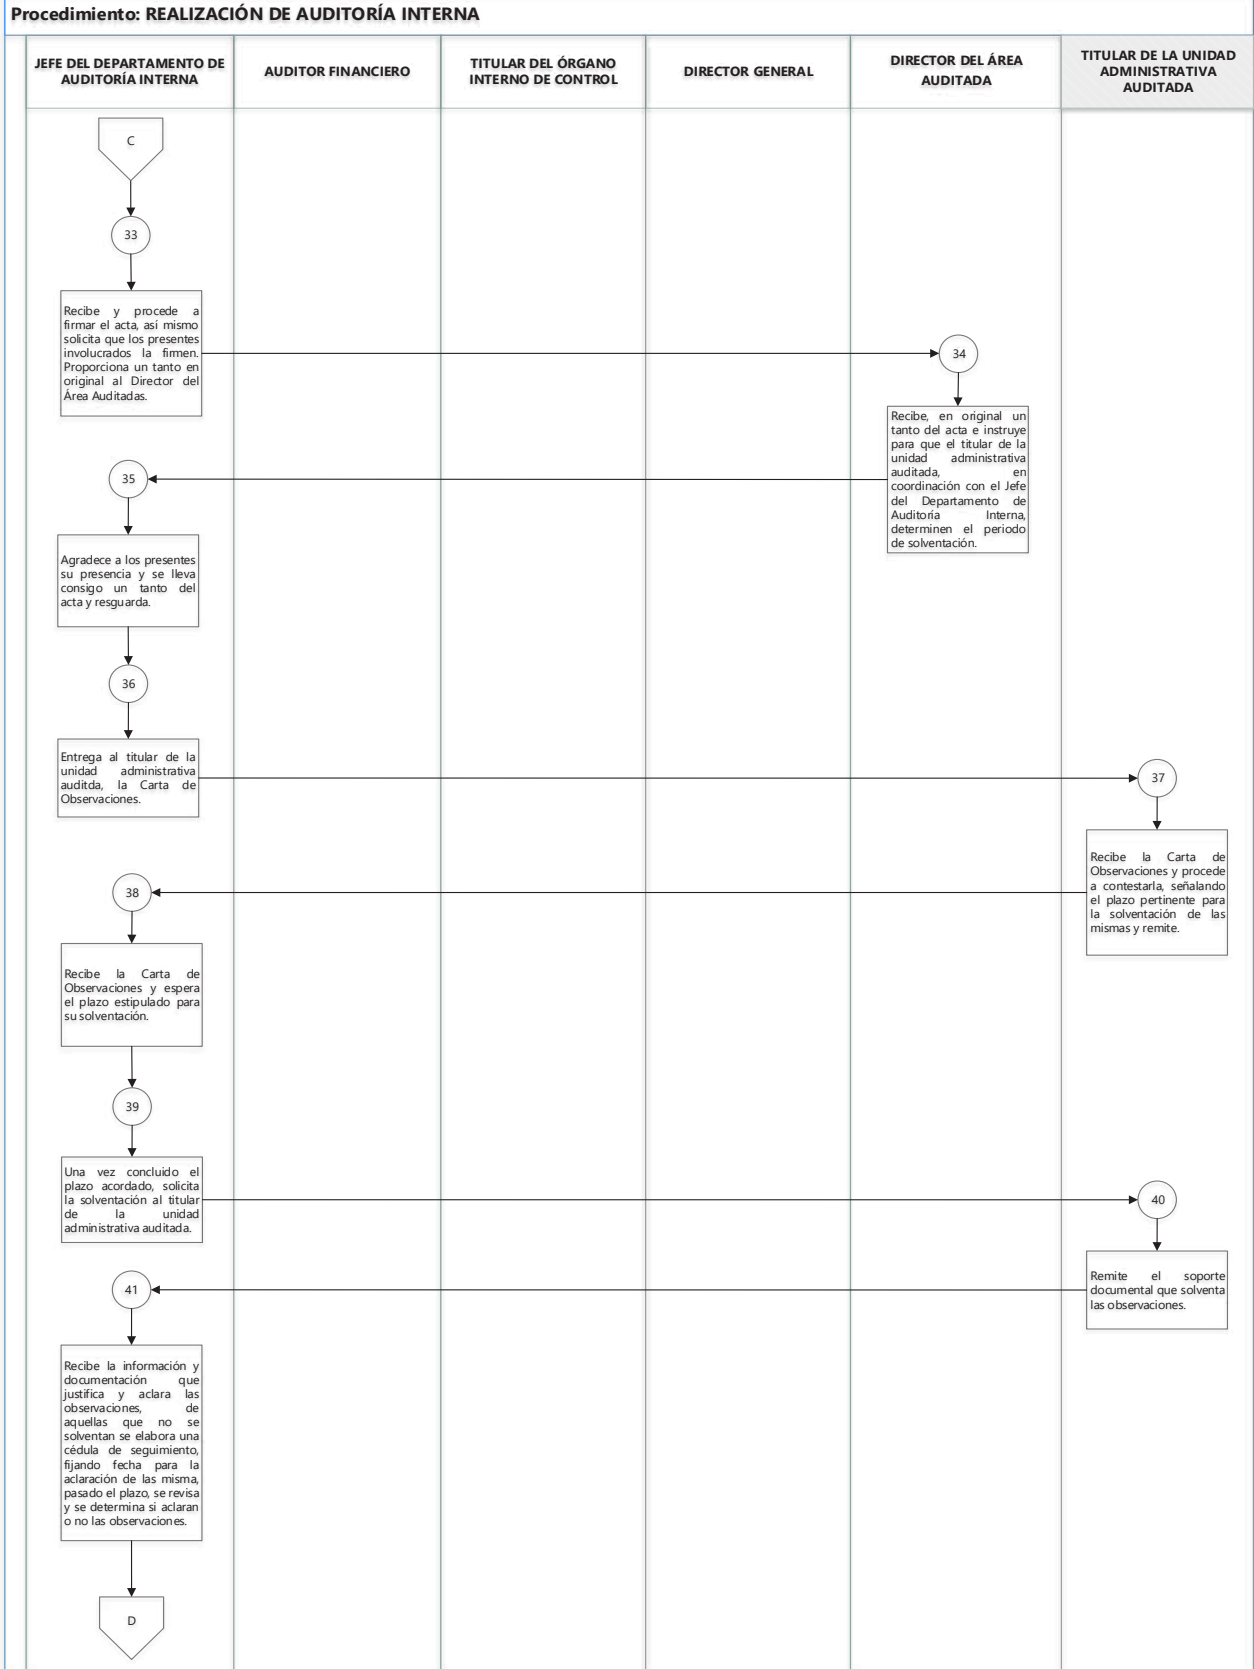 Procedimiento: REALIZACIÓN DE AUDITORÍA INTERNA
JEFE DEL DEPARTAMENTO DE
AUDITORÍA INTERNA
AUDITOR FINANCIERO
TITULAR DEL ÓRGANO
INTERNO DE CONTROL
DIRECTOR GENERAL
DIRECTOR DEL ÁREA
AUDITADA
TITULAR DE LA UNIDAD
ADMINISTRATIVA
AUDITADA
C
33
Recibe y procede a
firmar el acta, así mismo
solicita que los presentes
involucrados la firmen.
Proporciona un tanto en
original al Director del
Área Auditadas.
34
Recibe, en original un
tanto del acta e instruye
para que el titular de la
unidad administrativa
auditada, en
coordinación con el Jefe
del Departamento de
Auditoría Interna,
determinen el periodo
de solventación.
35
Agradece a los presentes
su presencia y se lleva
consigo un tanto del
acta y resguarda.
36
Entrega al titular de la
unidad administrativa
auditda, la Carta de
Observaciones.
37
Recibe la Carta de
Observaciones y procede
a contestarla, señalando
el plazo pertinente para
la solventación de las
mismas y remite.
38
Recibe la Carta de
Observaciones y espera
el plazo estipulado para
su solventación.
39
Una vez concluido el
plazo acordado, solicita
la solventación al titular
de la unidad
administrativa auditada.
40
Remite el soporte
documental que solventa
las observaciones.
41
Recibe la información y
documentación que
justifica y aclara las
observaciones, de
aquellas que no se
solventan se elabora una
cédula de seguimiento,
fijando fecha para la
aclaración de las misma,
pasado el plazo, se revisa
y se determina si aclaran
o no las observaciones.
D